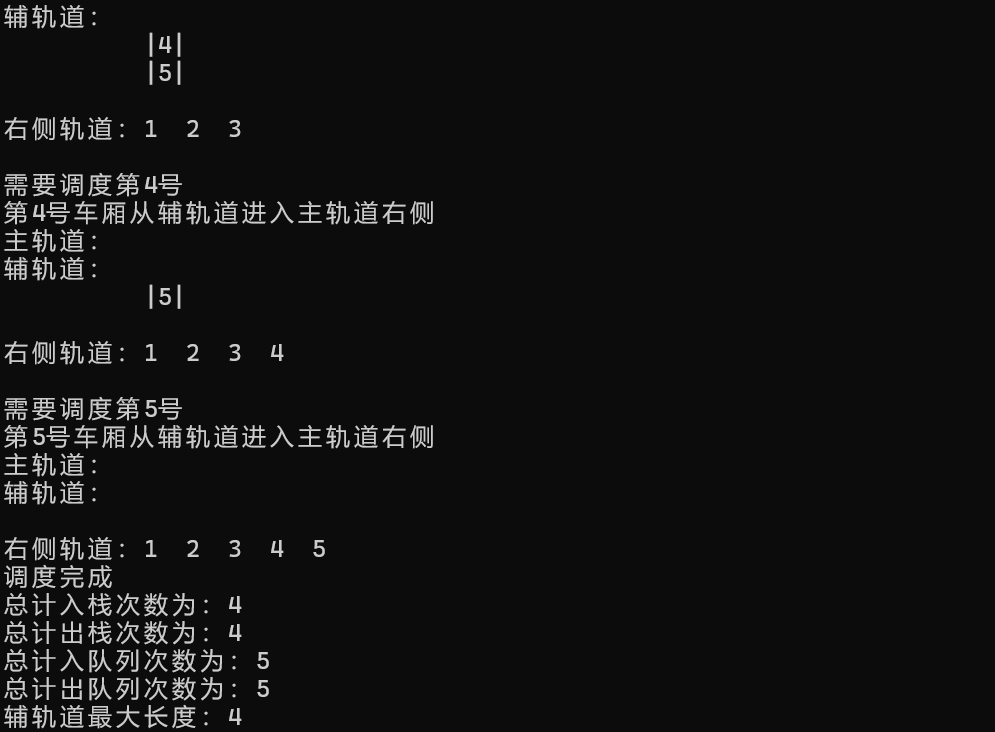 辅轨道:
|4|
|5|
右侧轨道: 1 2 3
需要调度第4号
第4号车厢从辅轨道进入主轨道右侧
主轨道:
辅轨道:
|5|
右侧轨道: 1 2 3 4
需要调度第5号
第5号车厢从辅轨道进入主轨道右侧
主轨道:
辅轨道:
右侧轨道: 1 2 3 4 5
调度完成
总计入栈次数为: 4
总计出栈次数为: 4
总计入队列次数为: 5
总计出队列次数为: 5
辅轨道最大长度: 4